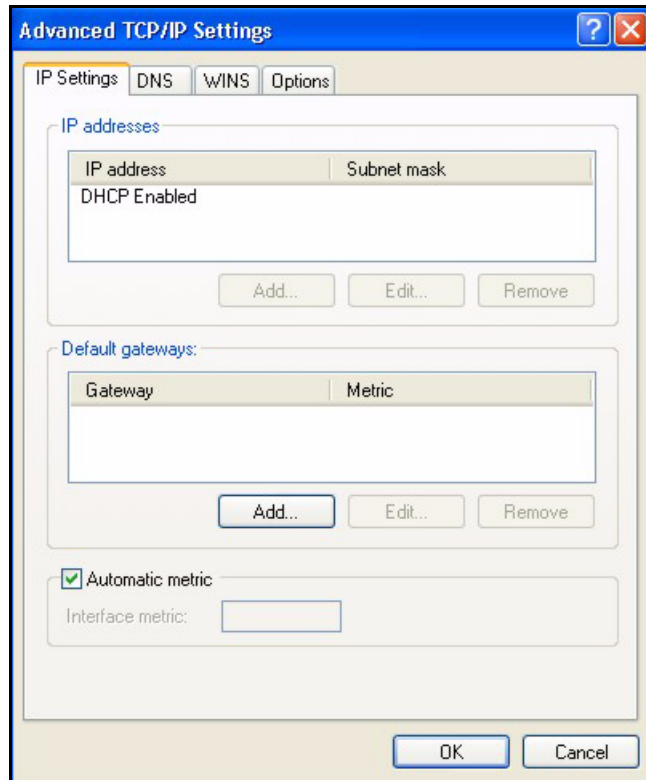 Advanced TCP/IP Settings
IP Settings DNS WINS Options
IP addresses
IP address Subnet mask
DHCP Enabled
Add... Edit... Remove
Default gateways:
Gateway Metric
Add... Edit... Remove
Automatic metric
Interface metric:
OK Cancel